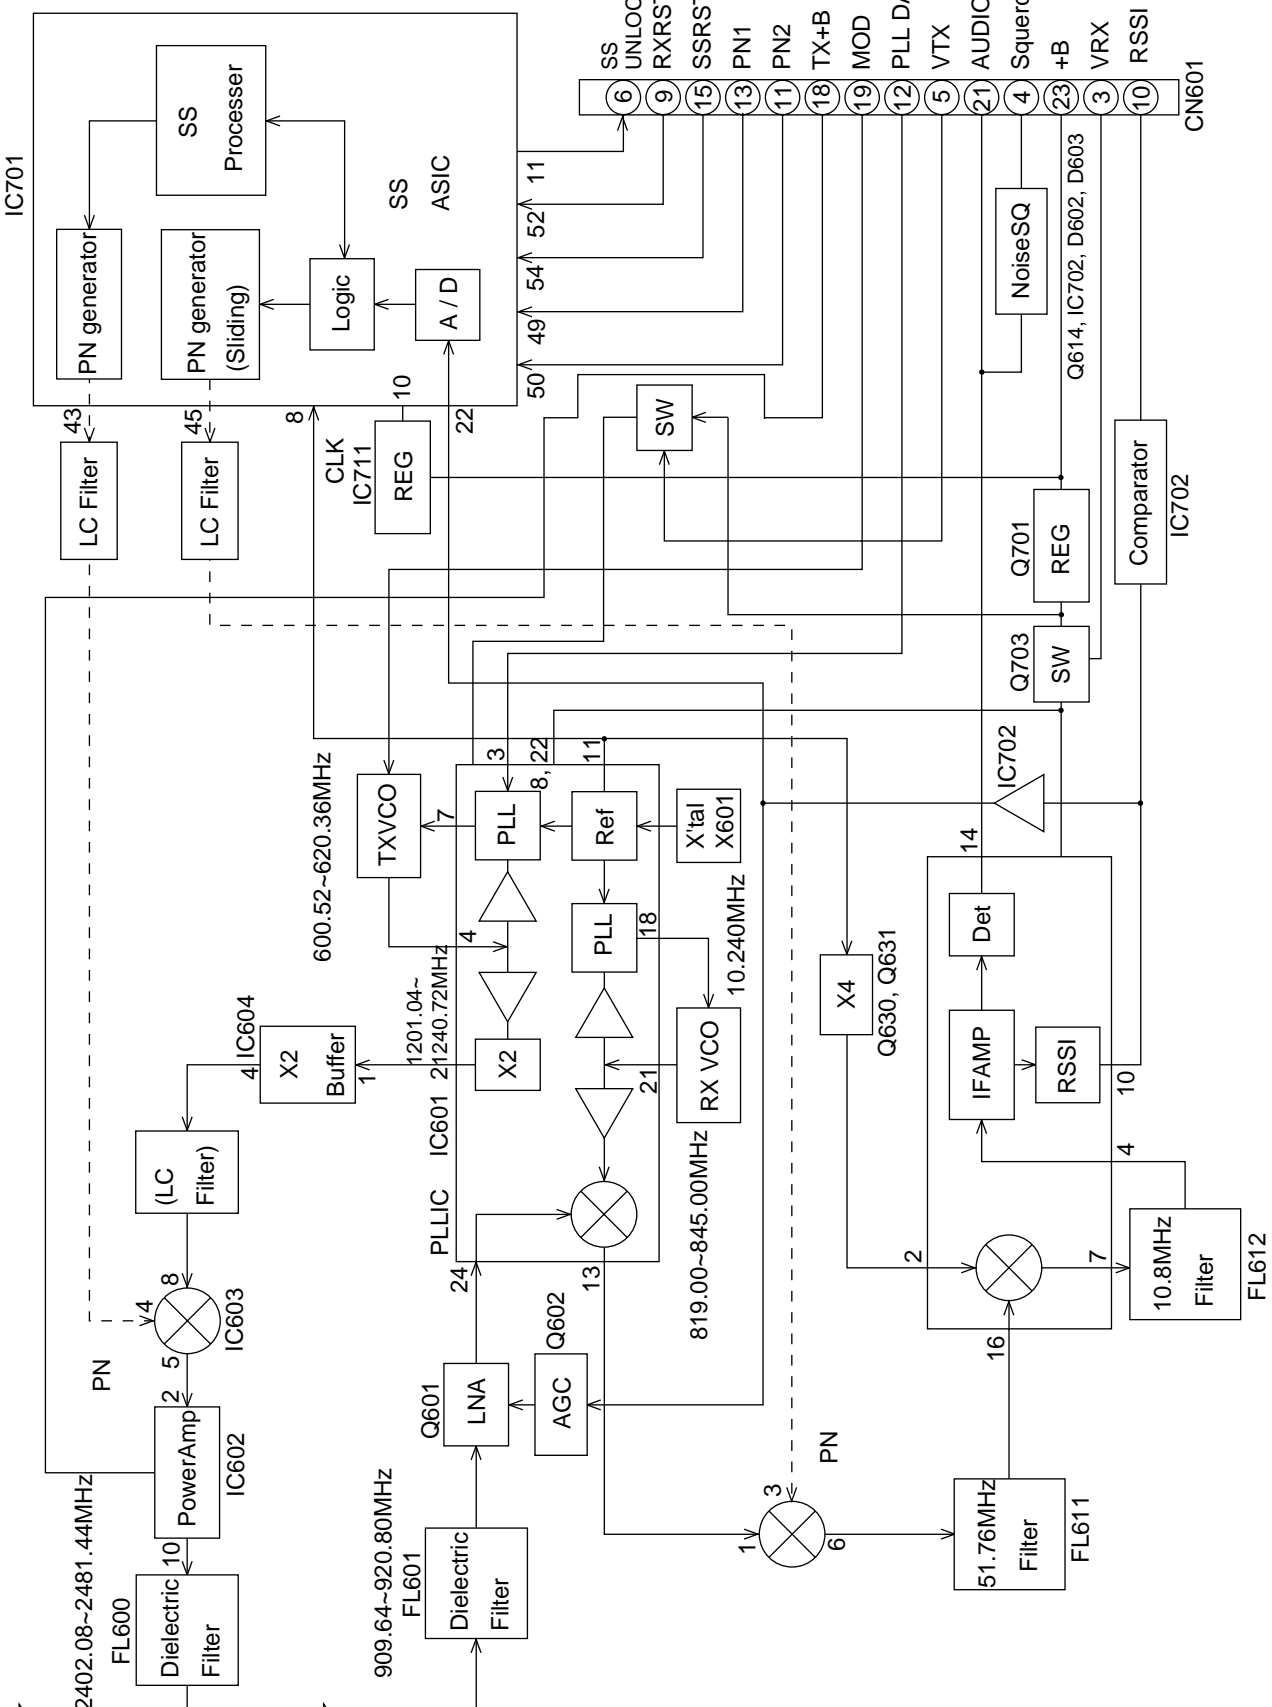 IC701
SS
Processer
PN generator
PN generator
(Sliding)
Logic
A / D
SS
ASIC
43
45
8
10
22
11
52
54
49
50
LC Filter
LC Filter
CLK
IC711
REG
SW
SS
RXRST
SSRST
PN1
PN2
TX+B
MOD
VTX
+B
VRX
RSSI
6
9
15
13
11
18
19
12
5
21
4
23
3
10
CN601
NoiseSQ
Q614, IC702, D602, D603
Q701
REG
Q703
SW
Comparator
IC702
IC702
600.52~620.36MHz
TXVCO
7
PLL
3
8, 22
11
Ref
X'tal
X601
10.240MHz
4
PLL
18
1201.04~
1240.72MHz
2
X2
21
RX VCO
819.00~845.00MHz
IC601
PLLIC
24
13
IC604
4
X2
Buffer
1
(LC
Filter)
8
4
5
IC603
PN
2
PowerAmp
IC602
10
2402.08~2481.44MHz
FL600
Dielectric
Filter
909.64~920.80MHz
FL601
Dielectric
Filter
Q601
LNA
Q602
AGC
X4
Q630, Q631
14
Det
IFAMP
RSSI
10
4
2
7
16
10.8MHz
Filter
FL612
1
3
6
PN
51.76MHz
Filter
FL611